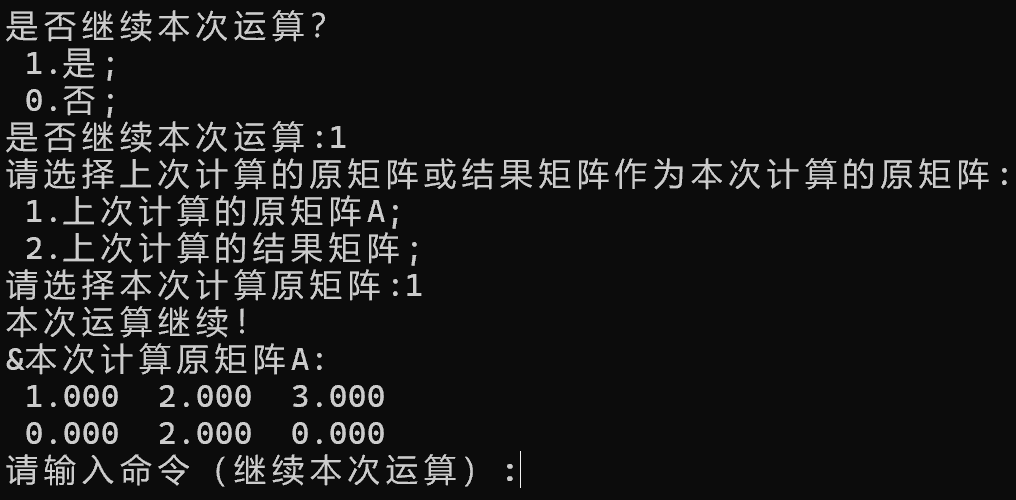 是否继续本次运算?
1.是;
0.否;
是否继续本次运算:1
请选择上次计算的原矩阵或结果矩阵作为本次计算的原矩阵:
1.上次计算的原矩阵A;
2.上次计算的结果矩阵;
请选择本次计算原矩阵:1
本次运算继续!
&本次计算原矩阵A:
1.000  2.000  3.000
0.000  2.000  0.000
请输入命令 (继续本次运算) :